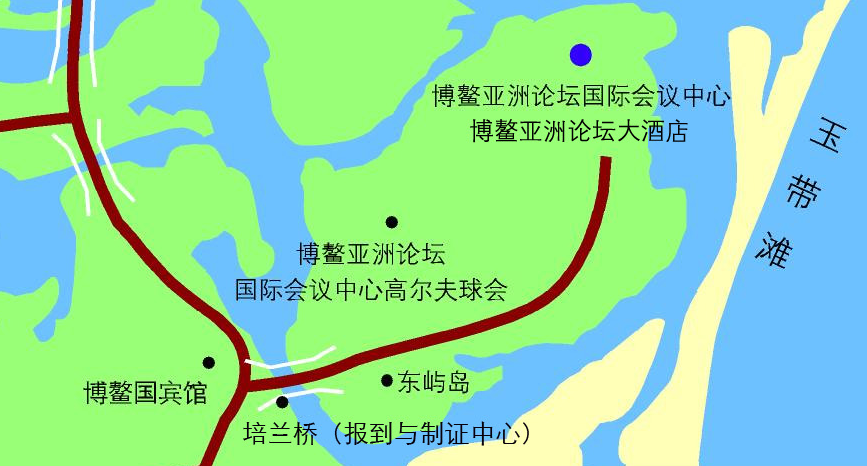 博鳌亚洲论坛国际会议中心
博鳌亚洲论坛大酒店
玉带滩
博鳌亚洲论坛
国际会议中心高尔夫球会
东屿岛
博鳌国宾馆
培兰桥（报到与制证中心）